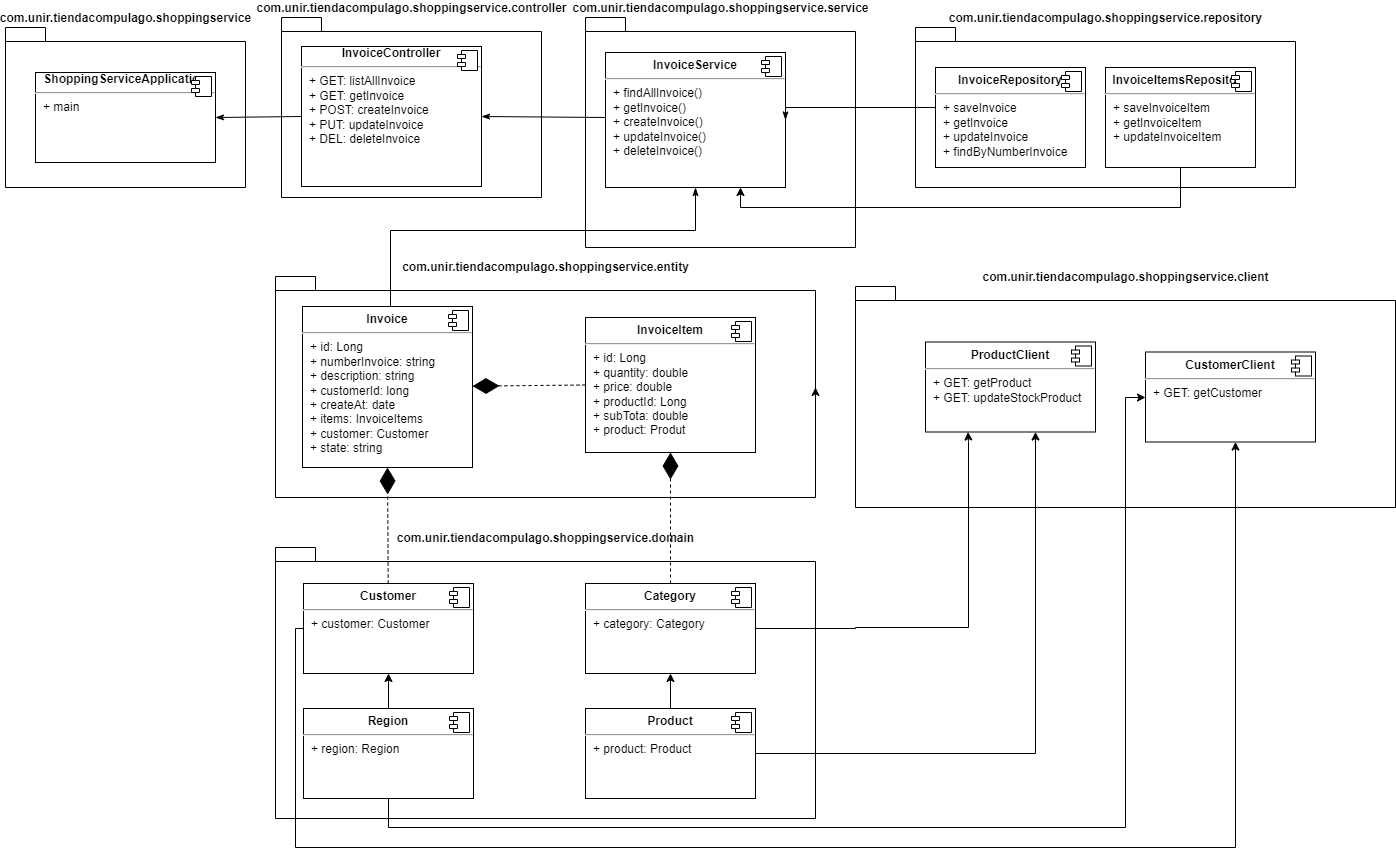 com.unir.tiendacompulago.shoppingservice
ShoppingServiceApplicatic
+ main
com.unir.tiendacompulago.shoppingservice.controller
InvoiceController
+ GET: listAllInvoice
+ GET: getInvoice
+ POST: createInvoice
+ PUT: updateInvoice
+ DEL: deleteInvoice
com.unir.tiendacompulago.shoppingservice.service
InvoiceService
+ findAllInvoice()
+ getInvoice()
+ createInvoice()
+ updateInvoice()
+ deleteInvoice()
com.unir.tiendacompulago.shoppingservice.repository
InvoiceRepository
+ saveInvoice
+ getInvoice
+ updateInvoice
+ findByNumberInvoice
InvoiceItemsReposito
+ saveInvoiceItem
+ getInvoiceItem
+ updateInvoiceItem
com.unir.tiendacompulago.shoppingservice.entity
Invoice
+ id: Long
+ numberInvoice: string
+ description: string
+ customerId: long
+ createAt: date
+ items: InvoiceItems
+ customer: Customer
+ state: string
InvoiceItem
+ id: Long
+ quantity: double
+ price: double
+ productId: Long
+ subTota: double
+ product: Produt
com.unir.tiendacompulago.shoppingservice.client
ProductClient
+ GET: getProduct
+ GET: updateStockProduct
CustomerClient
+ GET: getCustomer
com.unir.tiendacompulago.shoppingservice.domain
Customer
+ customer: Customer
Category
+ category: Category
Region
+ region: Region
Product
+ product: Product